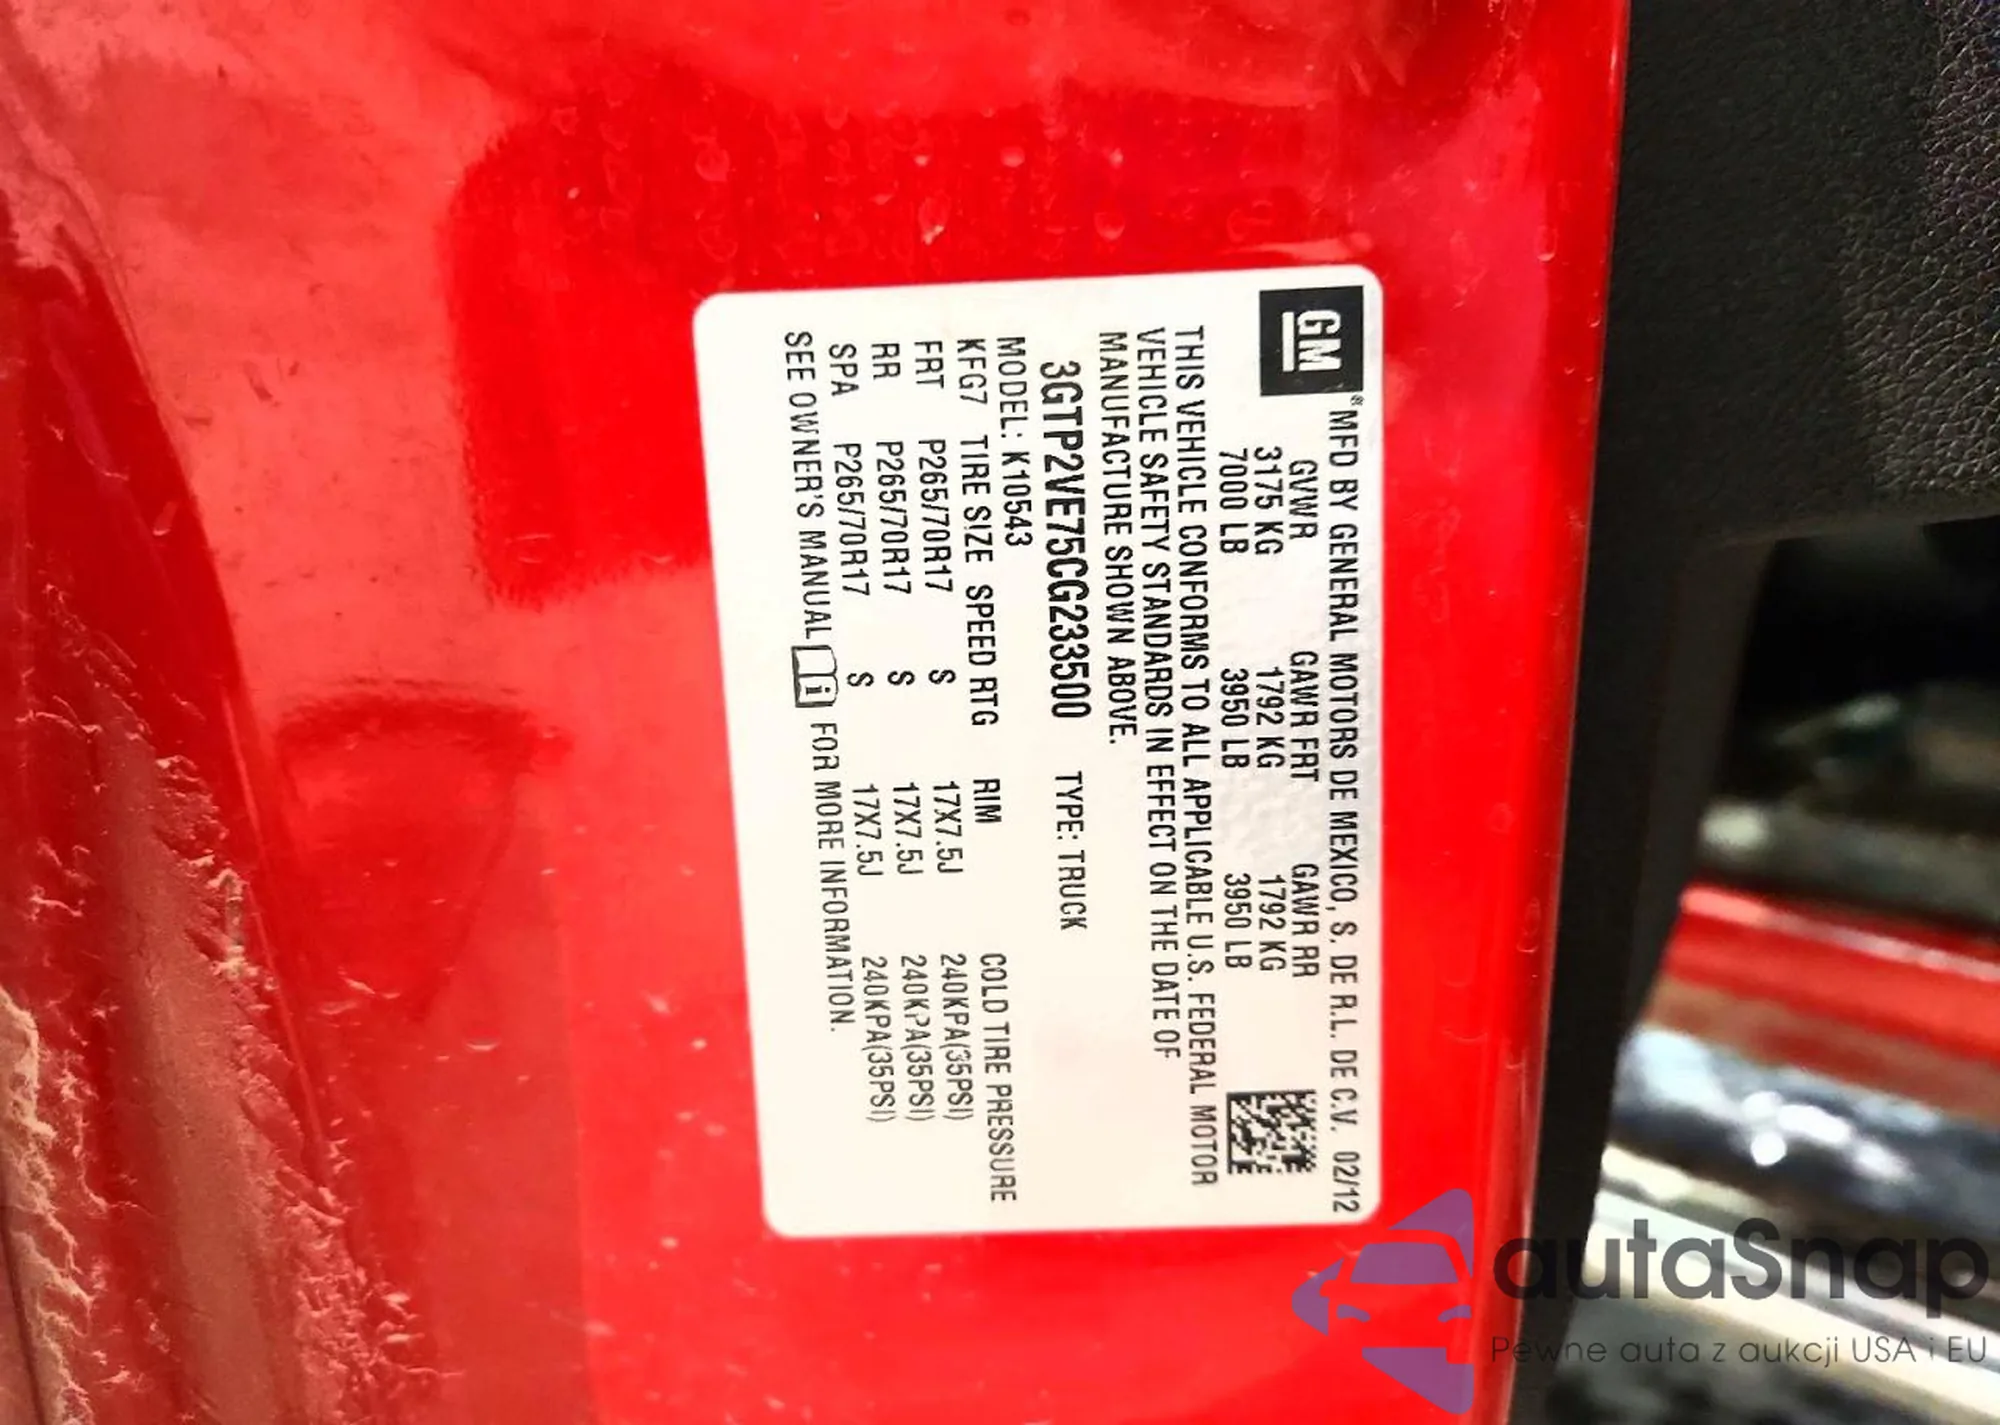 GM® MFD BY GENERAL MOTORS DE MEXICO, S. DE R.L. DE C.V. 02/12
GVWR GAWR FRT GAWR RR
3175 KG 1792 KG 1792 KG
7000 LB 3950 LB 3950 LB
THIS VEHICLE CONFORMS TO ALL APPLICABLE U.S. FEDERAL MOTOR
VEHICLE SAFETY STANDARDS IN EFFECT ON THE DATE OF
MANUFACTURE SHOWN ABOVE.
3GTP2VE75CG233500 TYPE: TRUCK
MODEL: K10543
KFG7 TIRE SIZE SPEED RTG RIM COLD TIRE PRESSURE
FRT P265/70R17 S 17X7.5J 240KPA(35PSI)
RR P265/70R17 S 17X7.5J 240KPA(35PSI)
SPA P265/70R17 S 17X7.5J 240KPA(35PSI)
SEE OWNER'S MANUAL i FOR MORE INFORMATION.
autaSnap
Pewne auta z aukcji USA i EU